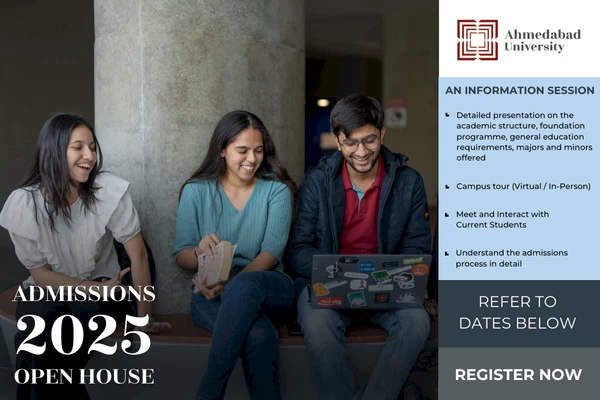 Ahmedabad
University
AN INFORMATION SESSION
Detailed presentation on the
academic structure, foundation
programme, general education
requirements, majors and minors
offered
Campus tour (Virtual / In-Person)
Meet and Interact with
Current Students
Understand the admissions
process in detail
REFER TO
DATES BELOW
REGISTER NOW
ADMISSIONS
2025
OPEN HOUSE